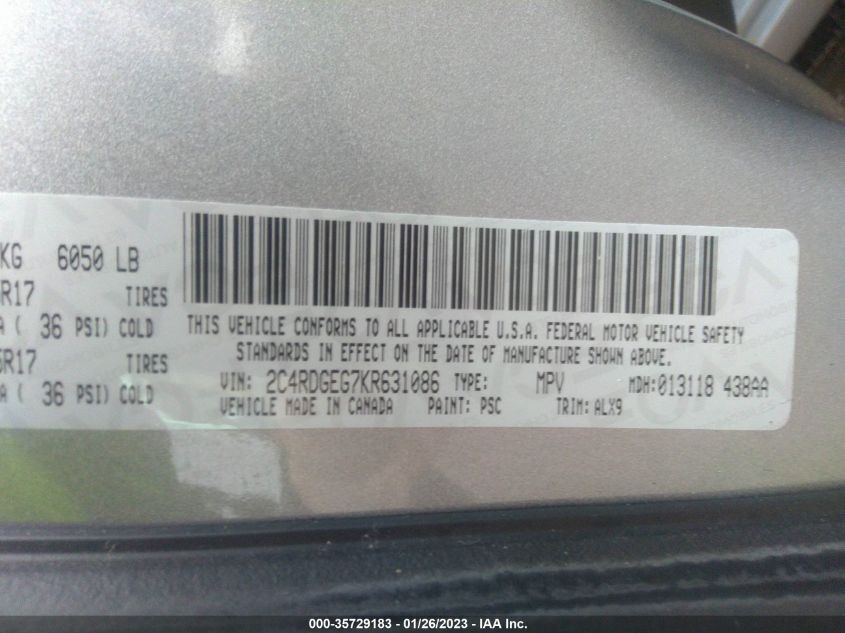 KG 6050 LB
R17 TIRES
A ( 36 PSI) COLD
5R17 TIRES
A ( 36 PSI) COLD
THIS VEHICLE CONFORMS TO ALL APPLICABLE U.S.A. FEDERAL MOTOR VEHICLE SAFETY
STANDARDS IN EFFECT ON THE DATE OF MANUFACTURE SHOWN ABOVE.
VIN: 2C4RDGEG7KR631086 TYPE: MPV MDH: 013118 438AA
VEHICLE MADE IN CANADA PAINT: PSC TRIM: ALX9
000-35729183 - 01/26/2023 - IAA Inc.